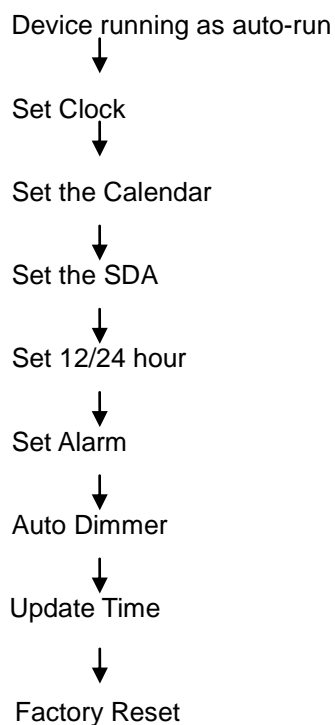 Device running as auto-run
Set Clock
Set the Calendar
Set the SDA
Set 12/24 hour
Set Alarm
Auto Dimmer
Update Time
Factory Reset